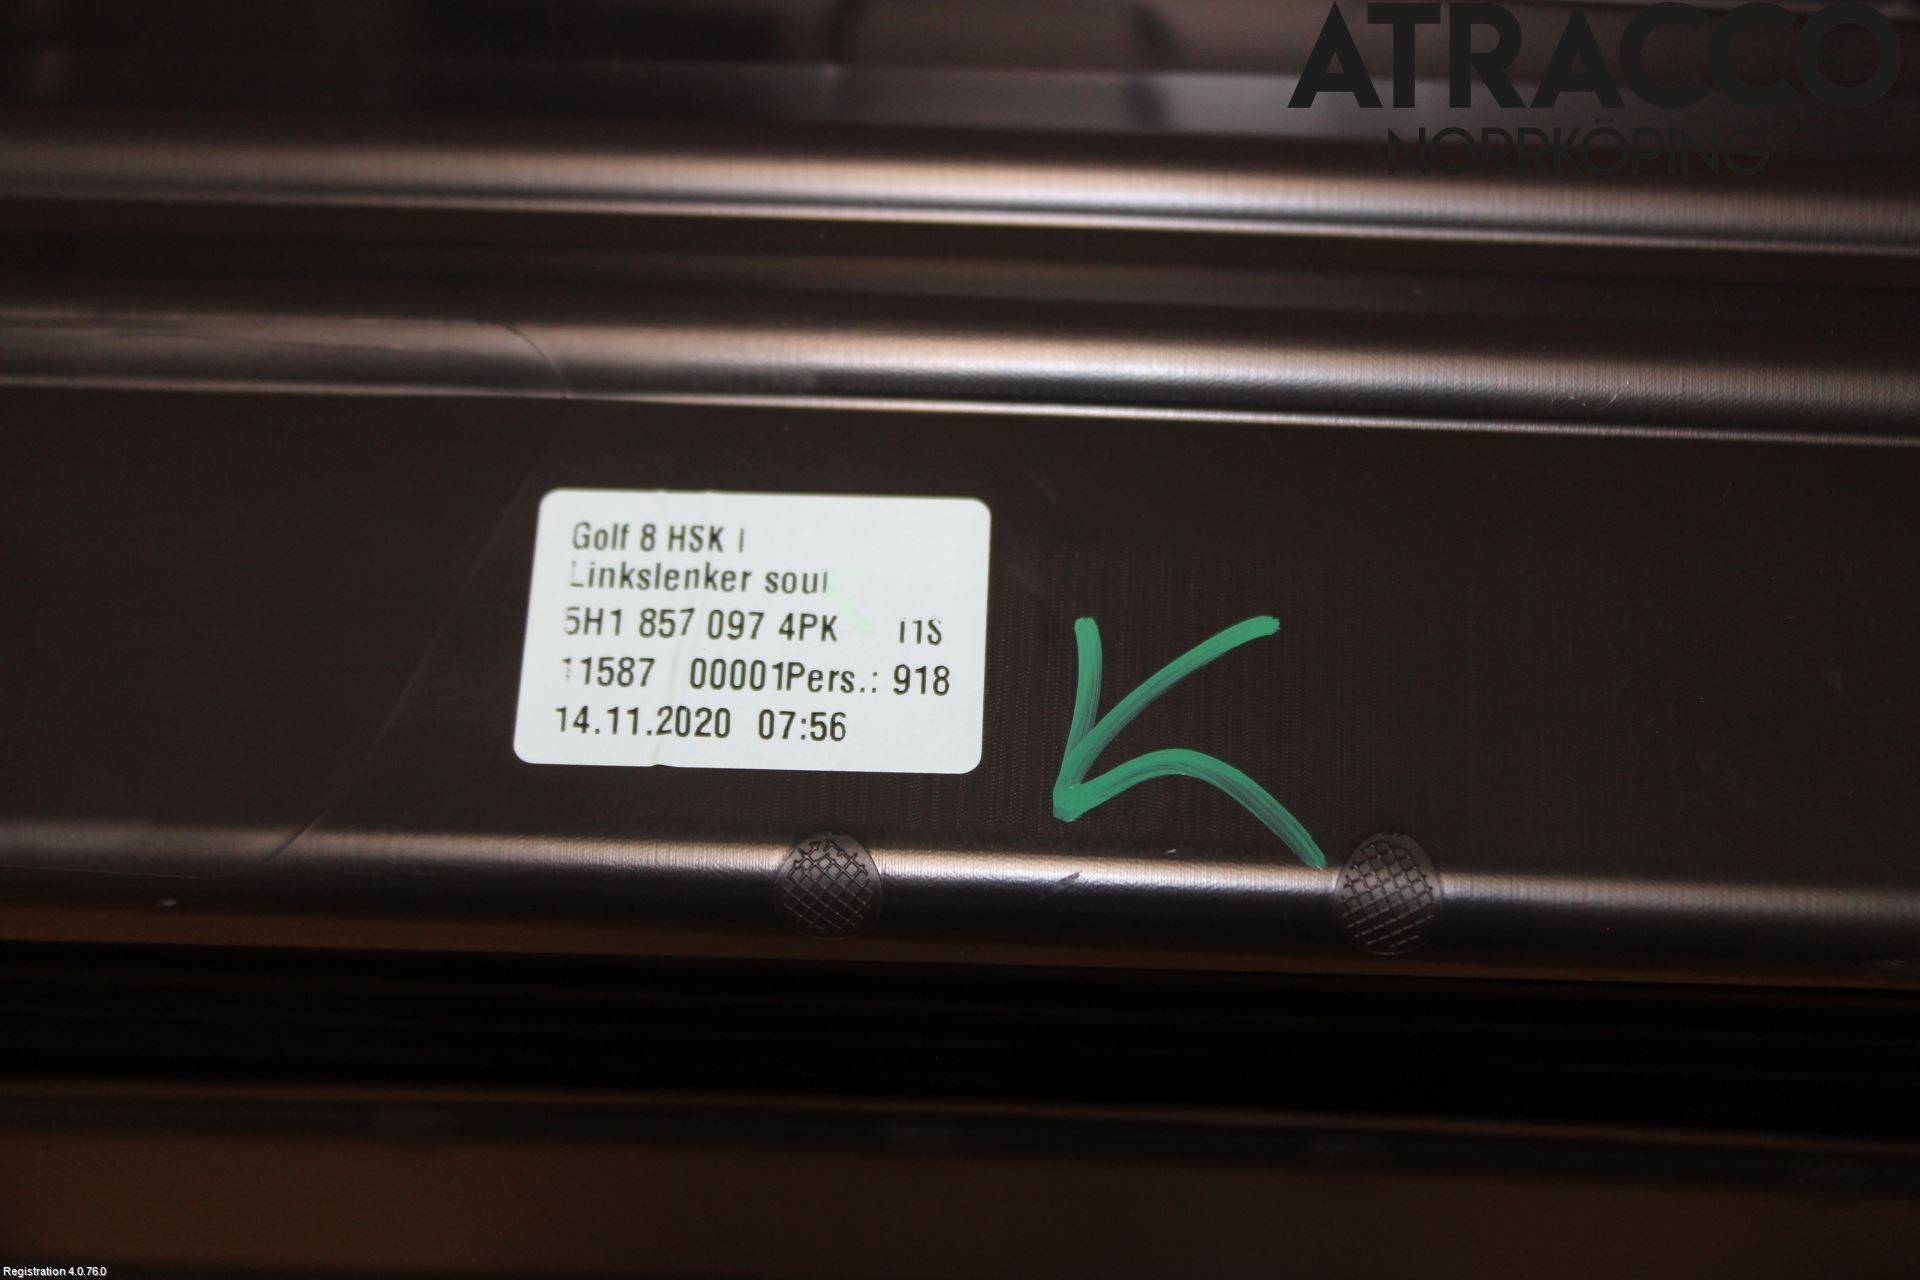 ATRACCO
NORRKÖPING
Golf 8 HSK
Linkslenker soul
5H1 857 097 4PK
11587 00001Pers.: 918
14.11.2020 07:56
Registration 4.0.76.0